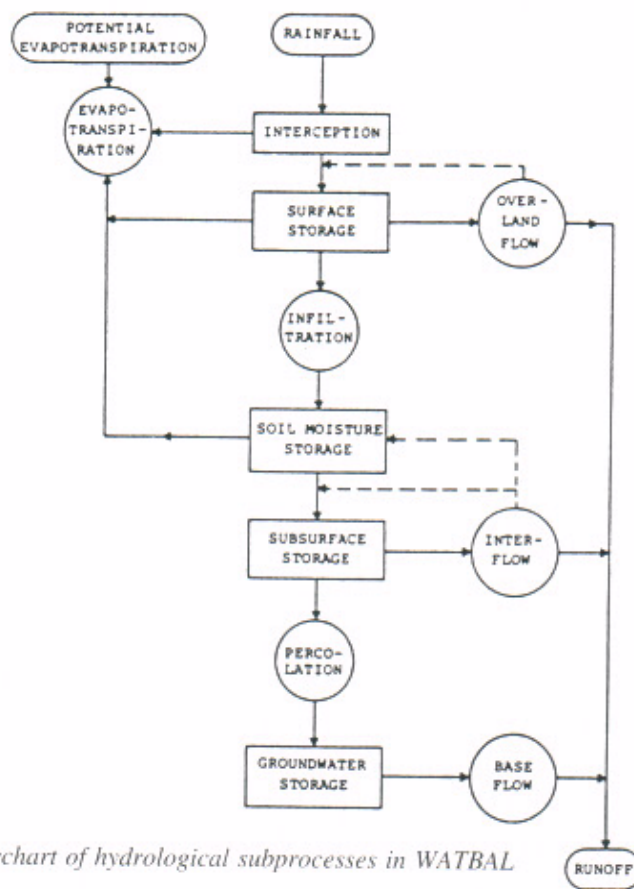 POTENTIAL
EVAPOTRANSPIRATION
RAINFALL
EVAPO-
TRANSPI-
RATION
INTERCEPTION
SURFACE
STORAGE
OVER-
LAND
FLOW
INFIL-
TRATION
SOIL MOISTURE
STORAGE
SUBSURFACE
STORAGE
INTER-
FLOW
PERCO-
LATION
GROUNDWATER
STORAGE
BASE
FLOW
chart of hydrological subprocesses in WATBAL
RUNOFF